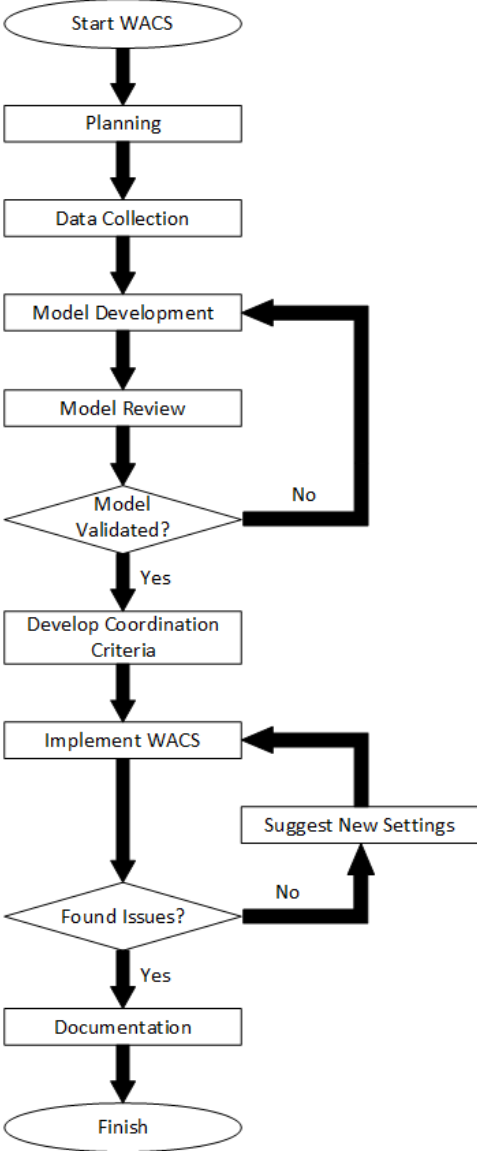 Start WACS
Planning
Data Collection
Model Development
Model Review
Model
Validated?
No
Yes
Develop Coordination
Criteria
Implement WACS
Suggest New Settings
Found Issues?
No
Yes
Documentation
Finish